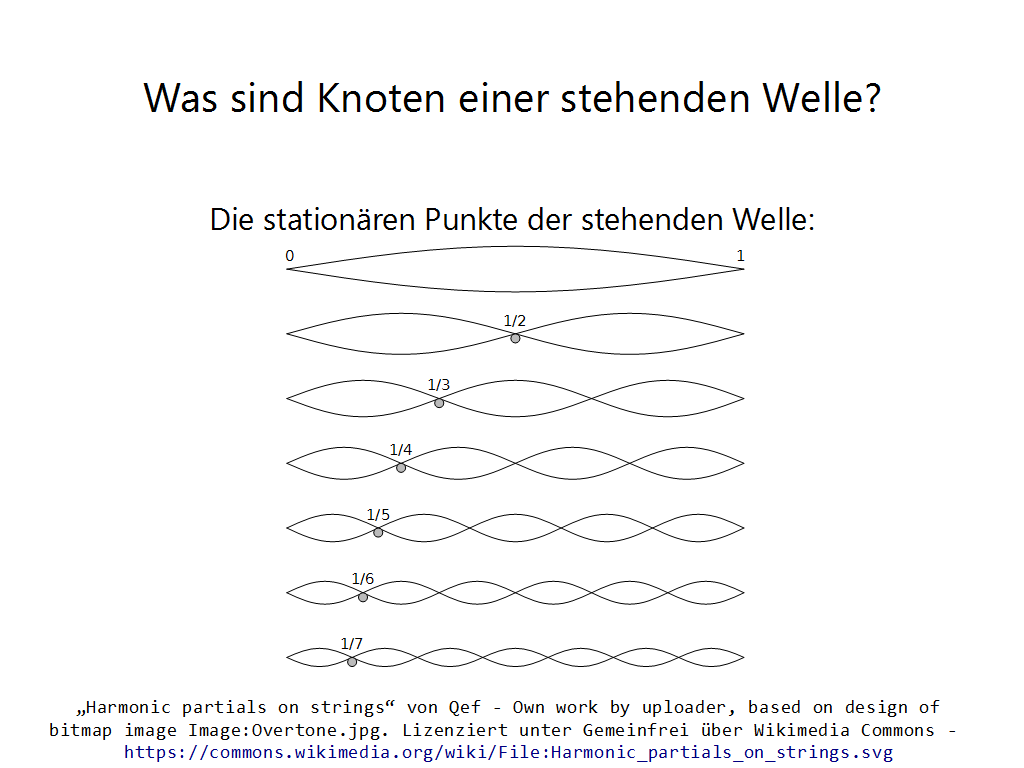 Was sind Knoten einer stehenden Welle?
Die stationären Punkte der stehenden Welle:
0 1
1/2
1/3
1/4
1/5
1/6
1/7
„Harmonic partials on strings“ von Qef - Own work by uploader, based on design of
bitmap image Image:Overtone.jpg. Lizenziert unter Gemeinfrei über Wikimedia Commons -
https://commons.wikimedia.org/wiki/File:Harmonic_partials_on_strings.svg